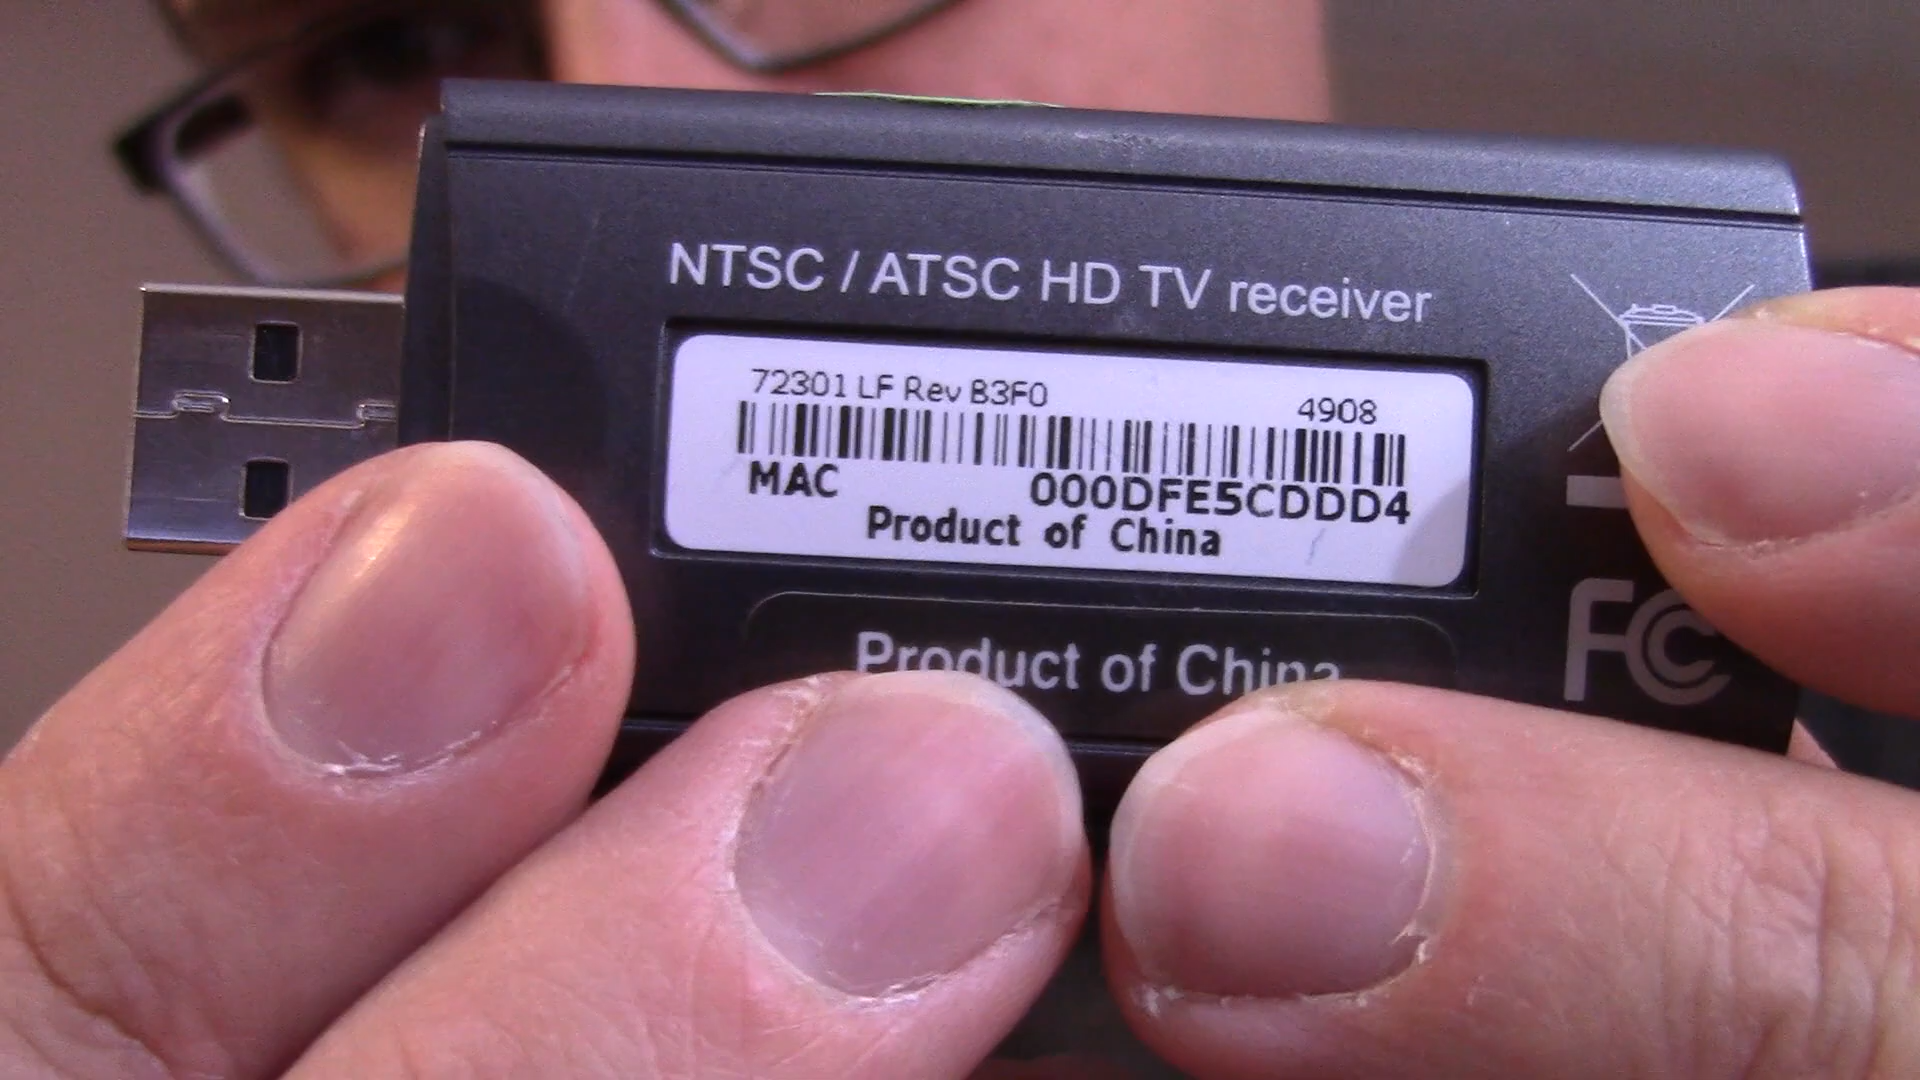 NTSC / ATSC HD TV receiver
72301 LF Rev B3F0 4908
MAC 000DFE5CDDD4
Product of China
Product of China
FC